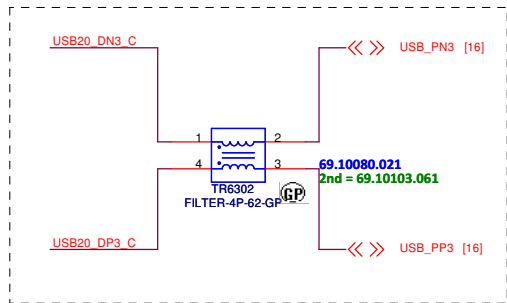 USB20_DN3_C
USB_PN3 [16]
1
2
4
3
69.10080.021
2nd = 69.10103.061
TR6302
GP
FILTER-4P-62-GP
USB20_DP3_C
USB_PP3 [16]